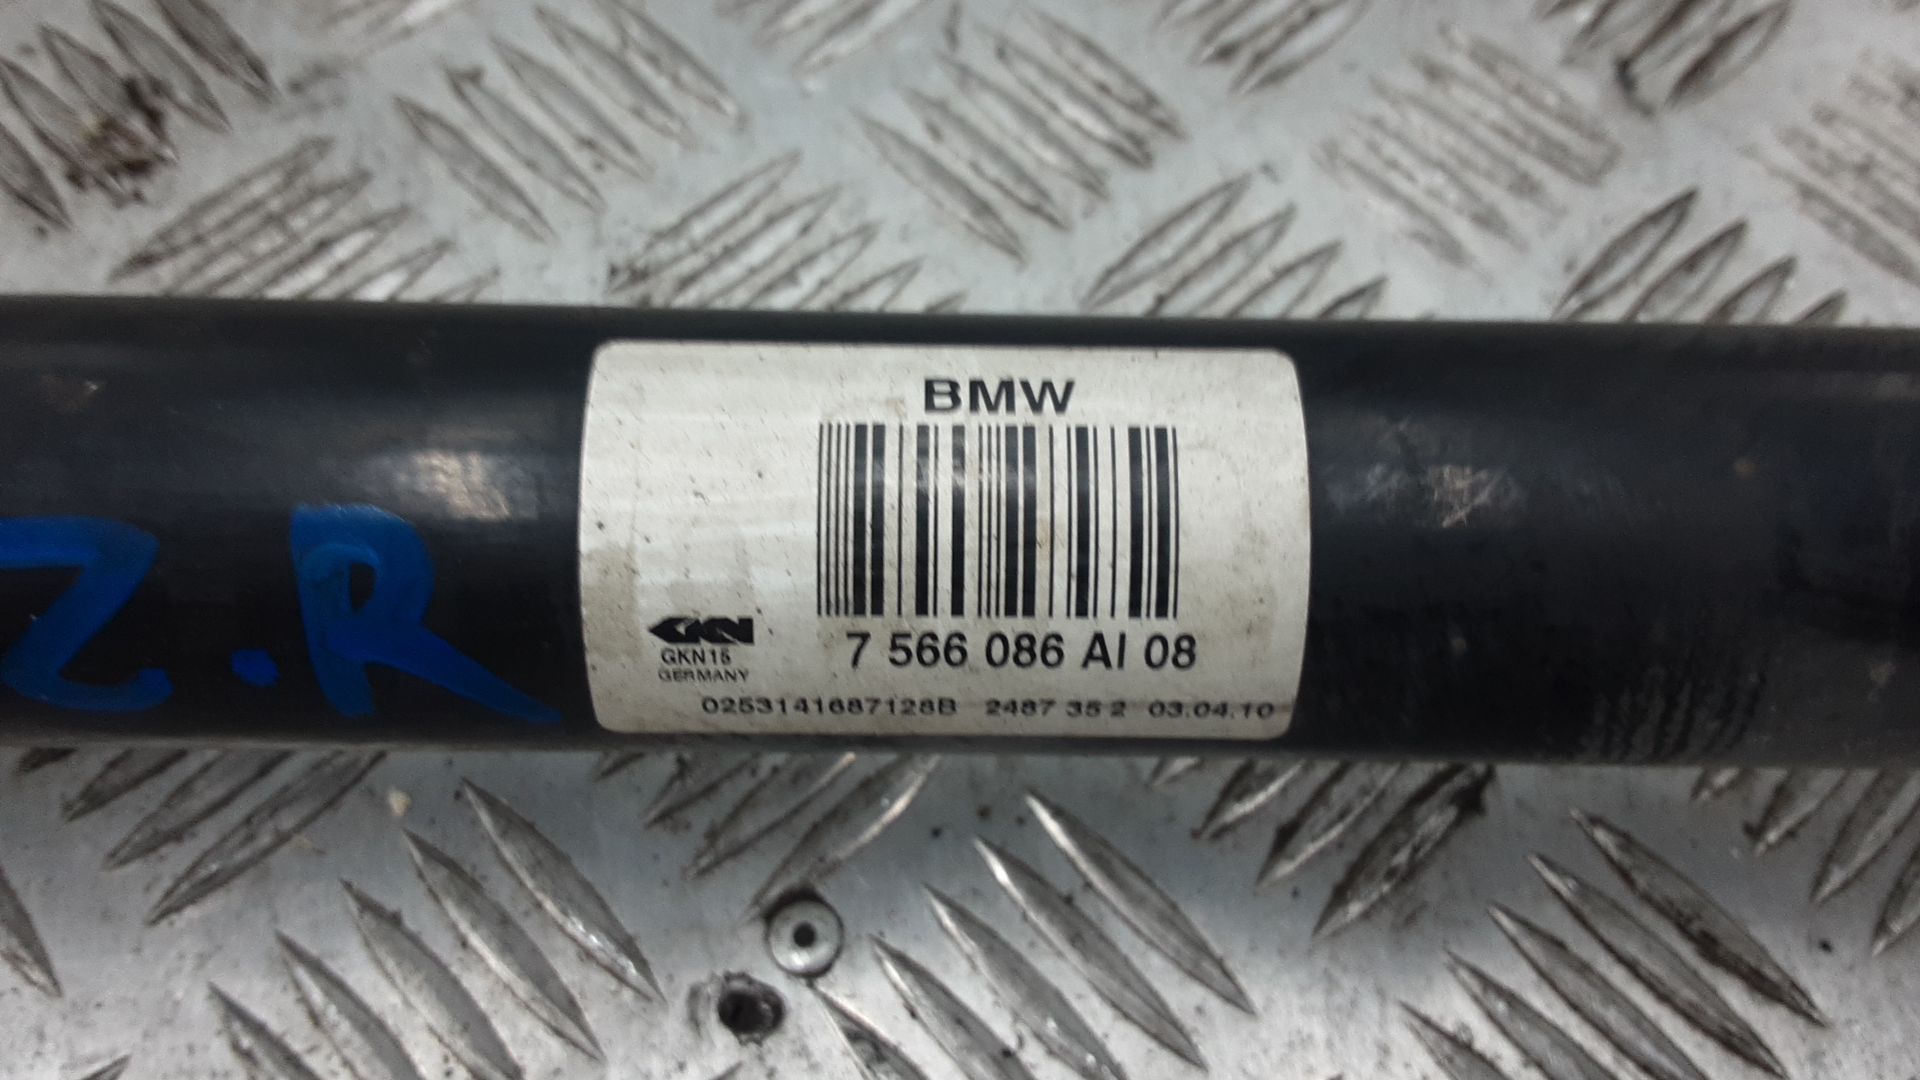 BMW
Z.R
GKN
GKN15
GERMANY
7 566 086 AI 08
0253141687128B 2487 35 2 03.04.10